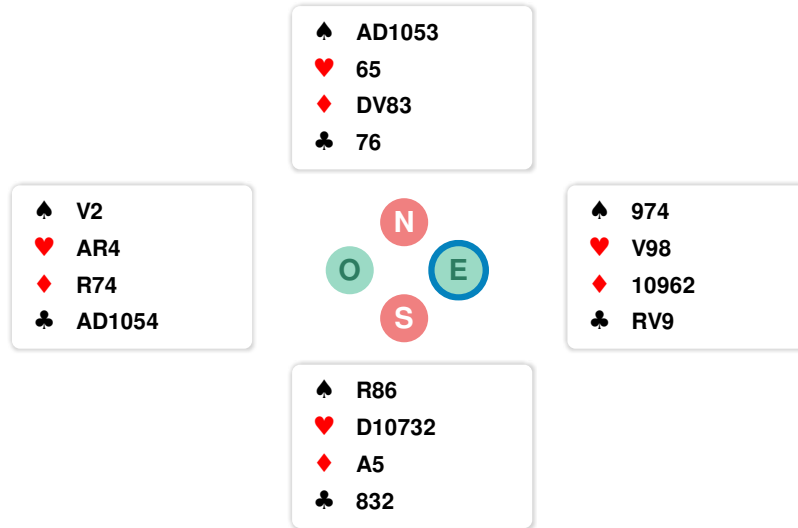 ♠ AD1053
♥ 65
♦ DV83
♣ 76
♠ V2
♥ AR4
♦ R74
♣ AD1054
N
O E
S
♠ 974
♥ V98
♦ 10962
♣ RV9
♠ R86
♥ D10732
♦ A5
♣ 832